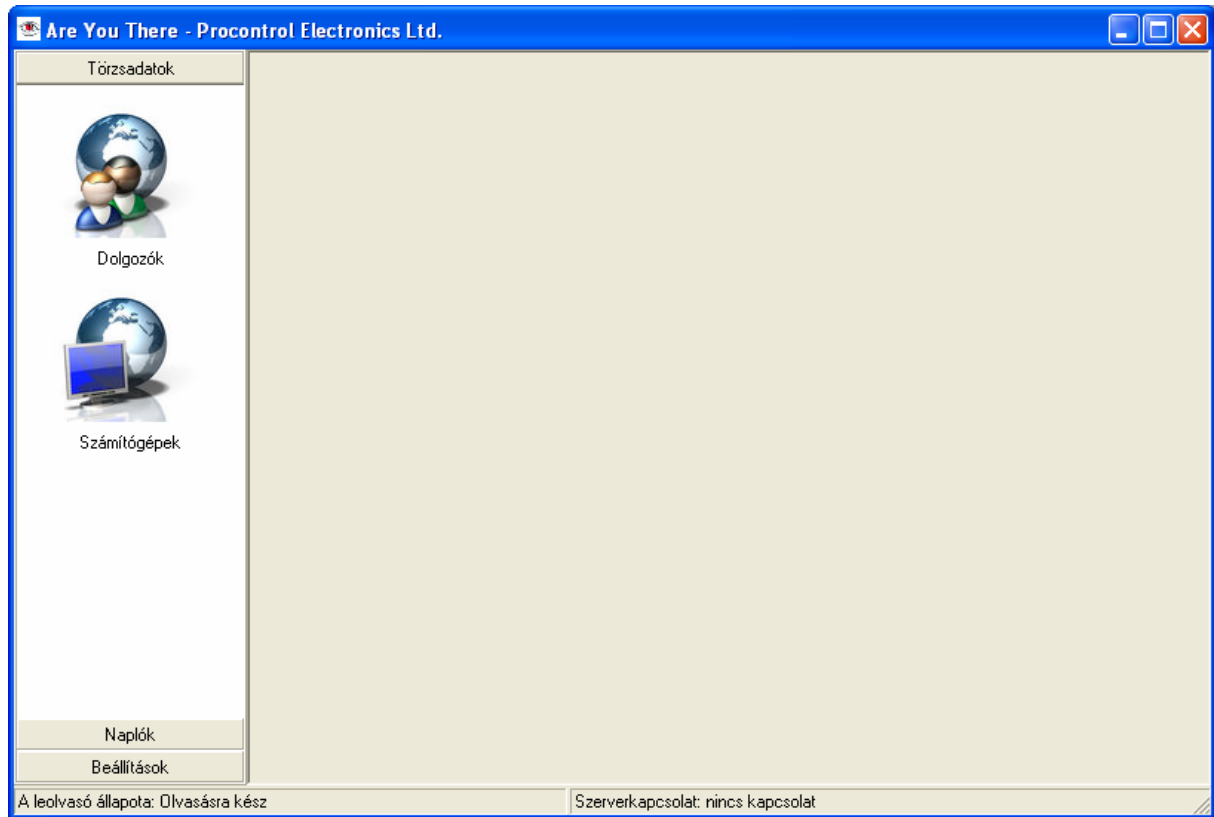 Are You There - Procontrol Electronics Ltd.
Törzsadatok
Dolgozók
Számítógépek
Naplók
Beállítások
A leolvasó állapota: Olvasásra kész
Szerverkapcsolat: nincs kapcsolat